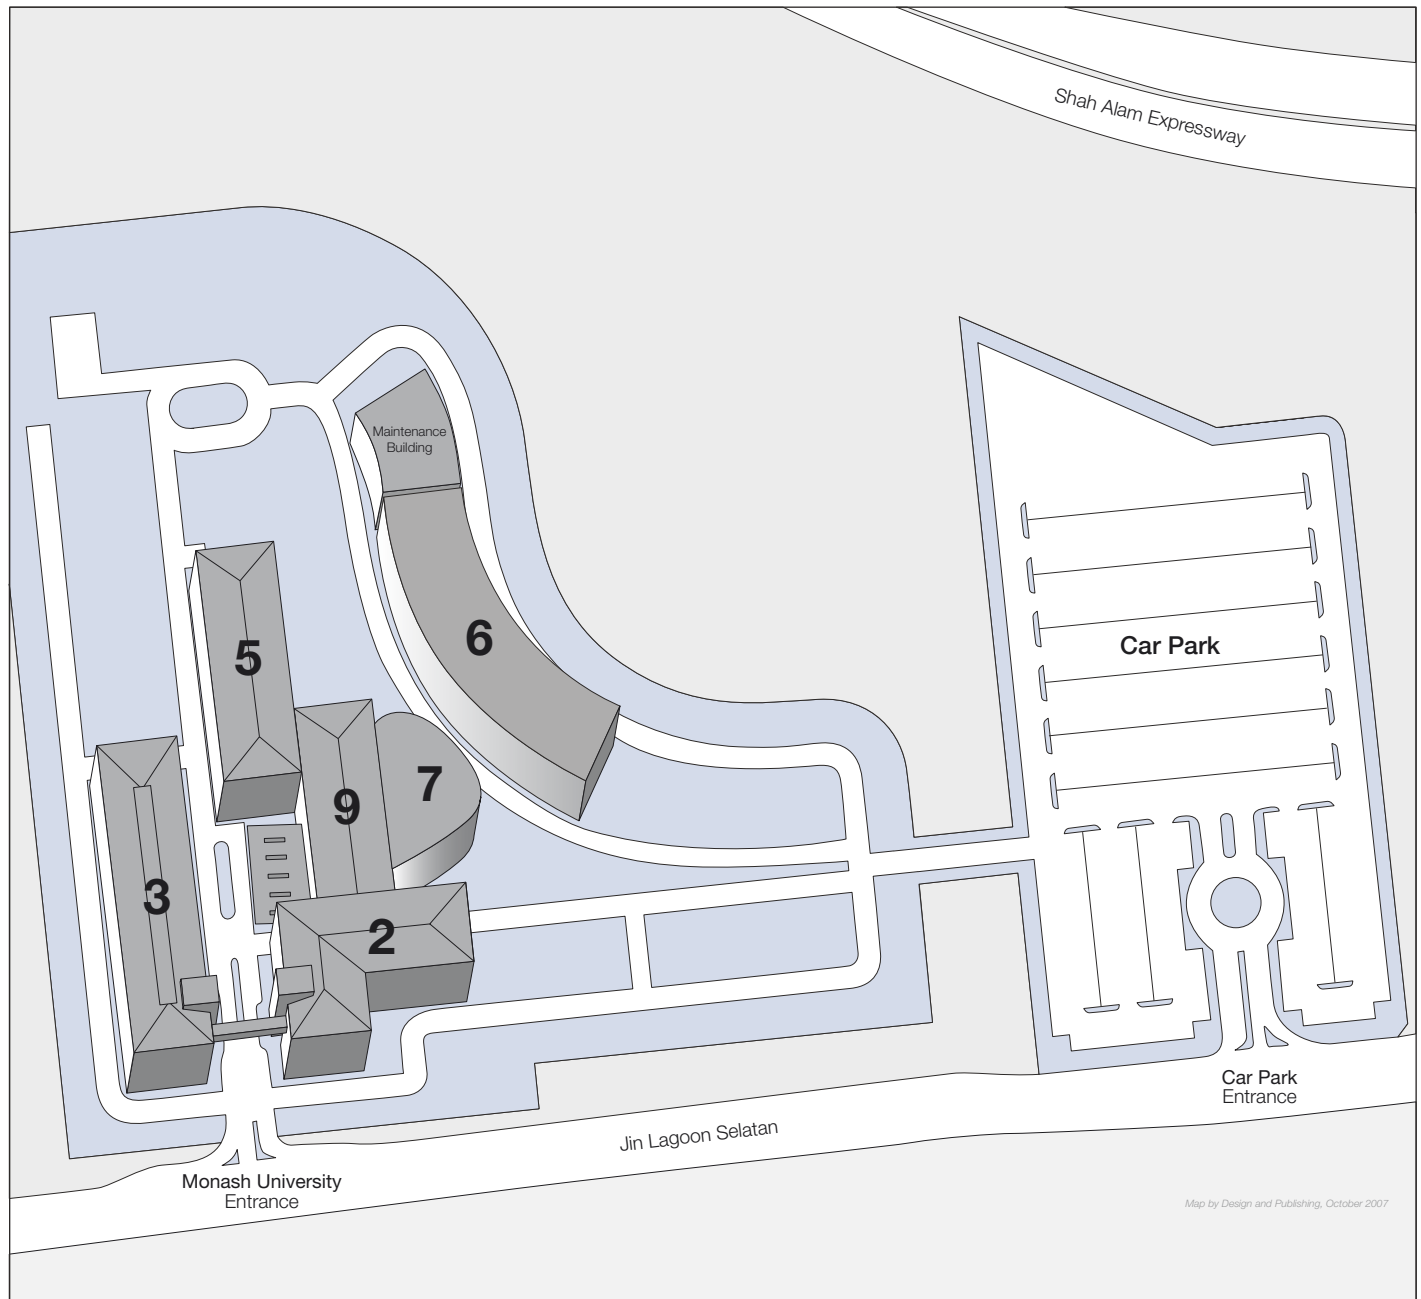 Shah Alam Expressway
Maintenance
Building
6
5
Car Park
7
9
3
2
Car Park
Entrance
Jin Lagoon Selatan
Monash University
Entrance
Map by Design and Publishing, October 2007